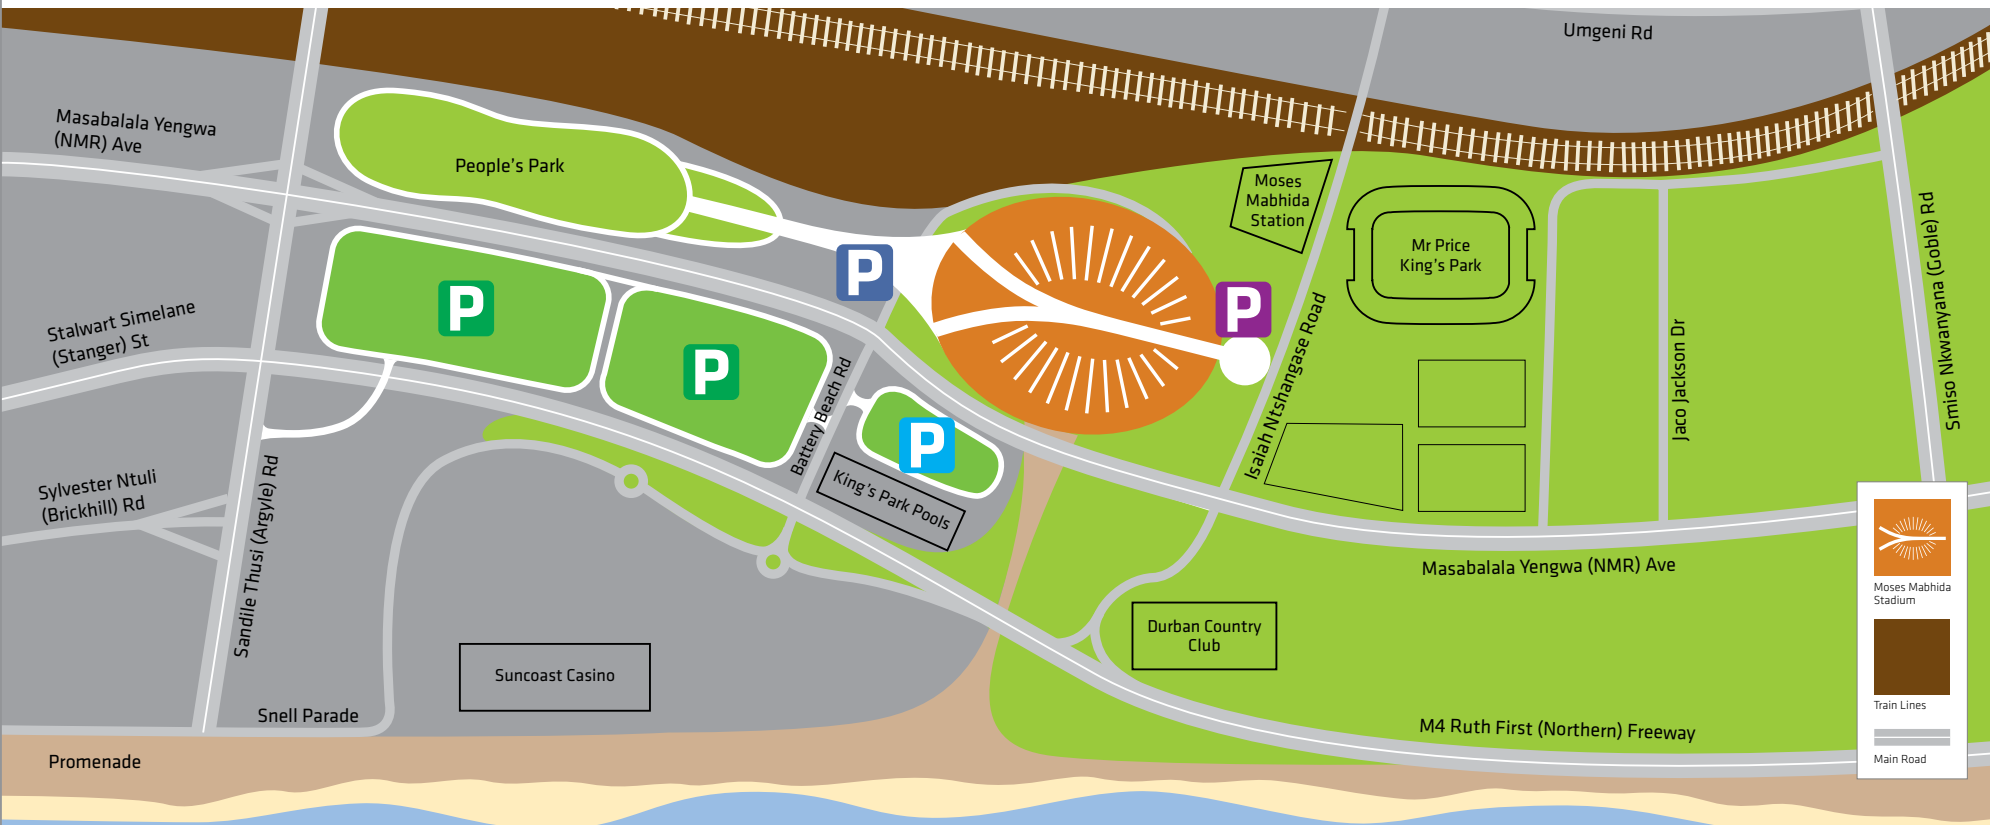 Umgeni Rd
Masabalala Yengwa
(NMR) Ave
People's Park
Moses
Mabhida
Station
Mr Price
King's Park
Smiso Nkwanyana (Goble) Rd
P
P
P
P
P
Stalwart Simelane
(Stanger) St
Battery Beach Rd
Isaiah Ntshangase Road
Jaco Jackson Dr
Sylvester Ntuli
(Brickhill) Rd
Sandile Thusi (Argyle) Rd
King's Park Pools
Masabalala Yengwa (NMR) Ave
Durban Country
Club
Suncoast Casino
Snell Parade
M4 Ruth First (Northern) Freeway
Promenade
Moses Mabhida
Stadium
Train Lines
Main Road